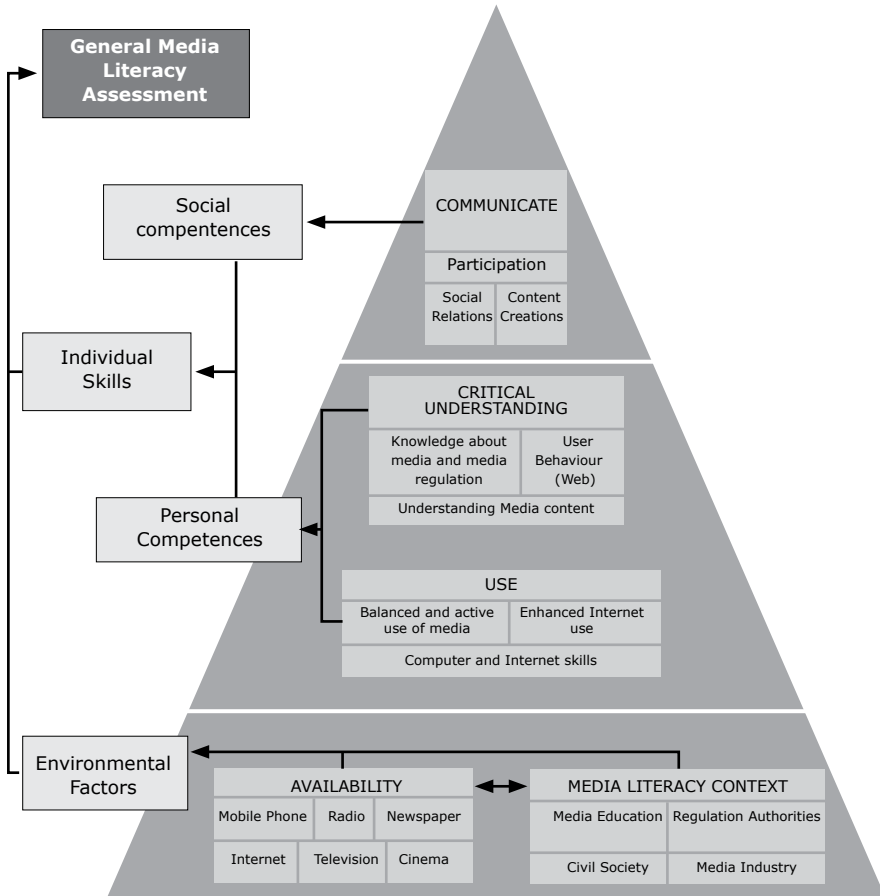 General Media
Literacy
Assessment
Social
compentences
COMMUNICATE
Participation
Social
Relations
Content
Creations
Individual
Skills
CRITICAL
UNDERSTANDING
Knowledge about
media and media
regulation
User
Behaviour
(Web)
Understanding Media content
Personal
Competences
USE
Balanced and active
use of media
Enhanced Internet
use
Computer and Internet skills
Environmental
Factors
AVAILABILITY
Mobile Phone
Radio
Newspaper
Internet
Television
Cinema
MEDIA LITERACY CONTEXT
Media Education
Regulation Authorities
Civil Society
Media Industry